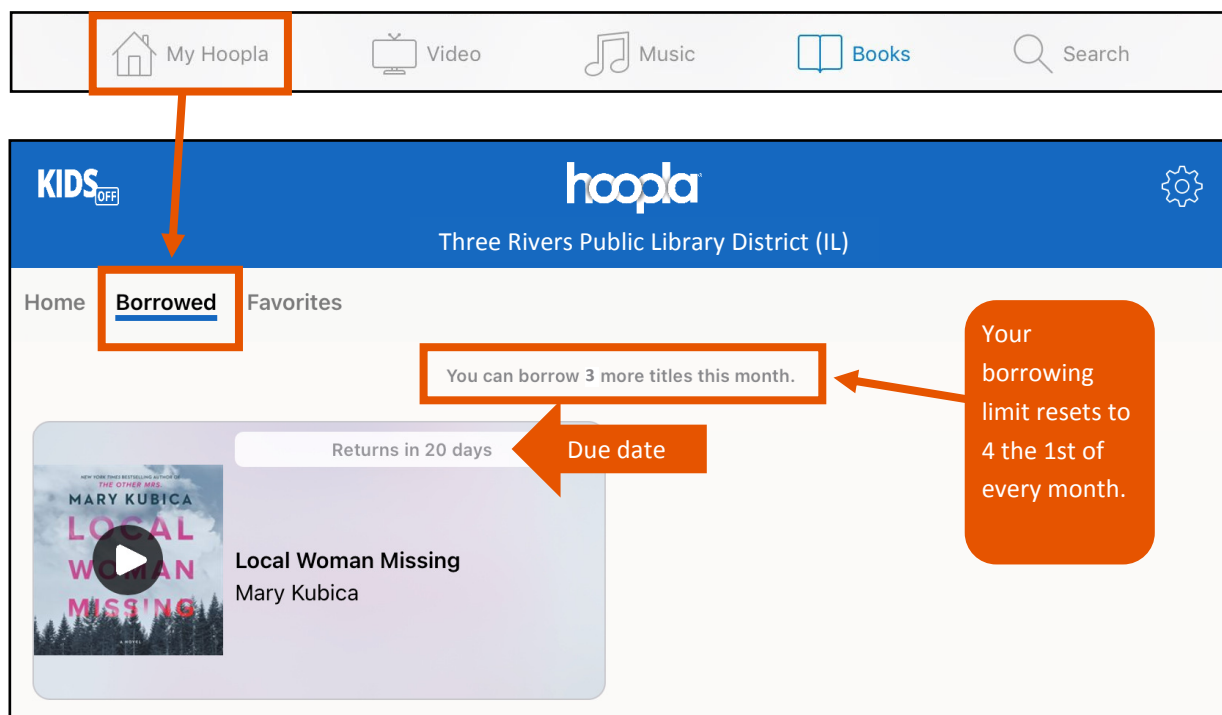 My Hoopla Video Music Books Search
KIDS OFF
hoopla
Three Rivers Public Library District (IL)
Home Borrowed Favorites
You can borrow 3 more titles this month.
Your
borrowing
limit resets to
4 the 1st of
every month.
Returns in 20 days
Due date
NEW YORK TIMES BESTSELLING AUTHOR OF
THE OTHER MRS.
MARY KUBICA
LOCAL
WOMAN
MISSING
A NOVEL
Local Woman Missing
Mary Kubica